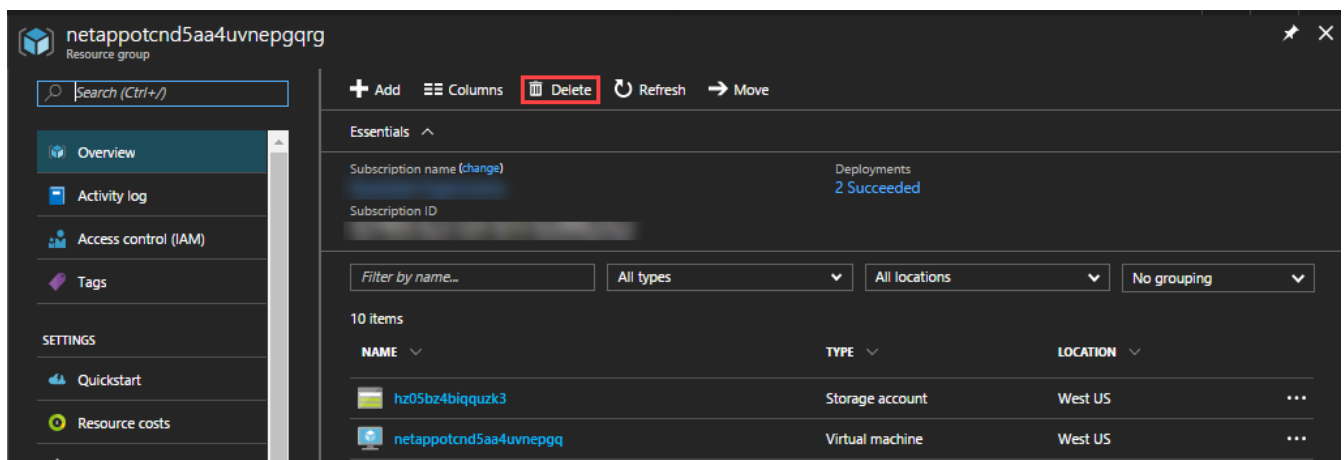 netappotcnd5aa4uvnepgqrg
Resource group
Search (Ctrl+/)
Overview
Activity log
Access control (IAM)
Tags
SETTINGS
Quickstart
Resource costs
Add Columns Delete Refresh Move
Essentials
Subscription name (change)
Deployments
2 Succeeded
Subscription ID
Filter by name... All types All locations No grouping
10 items
NAME TYPE LOCATION
hz05bz4biqquzk3 Storage account West US
netappotcnd5aa4uvnepgq Virtual machine West US